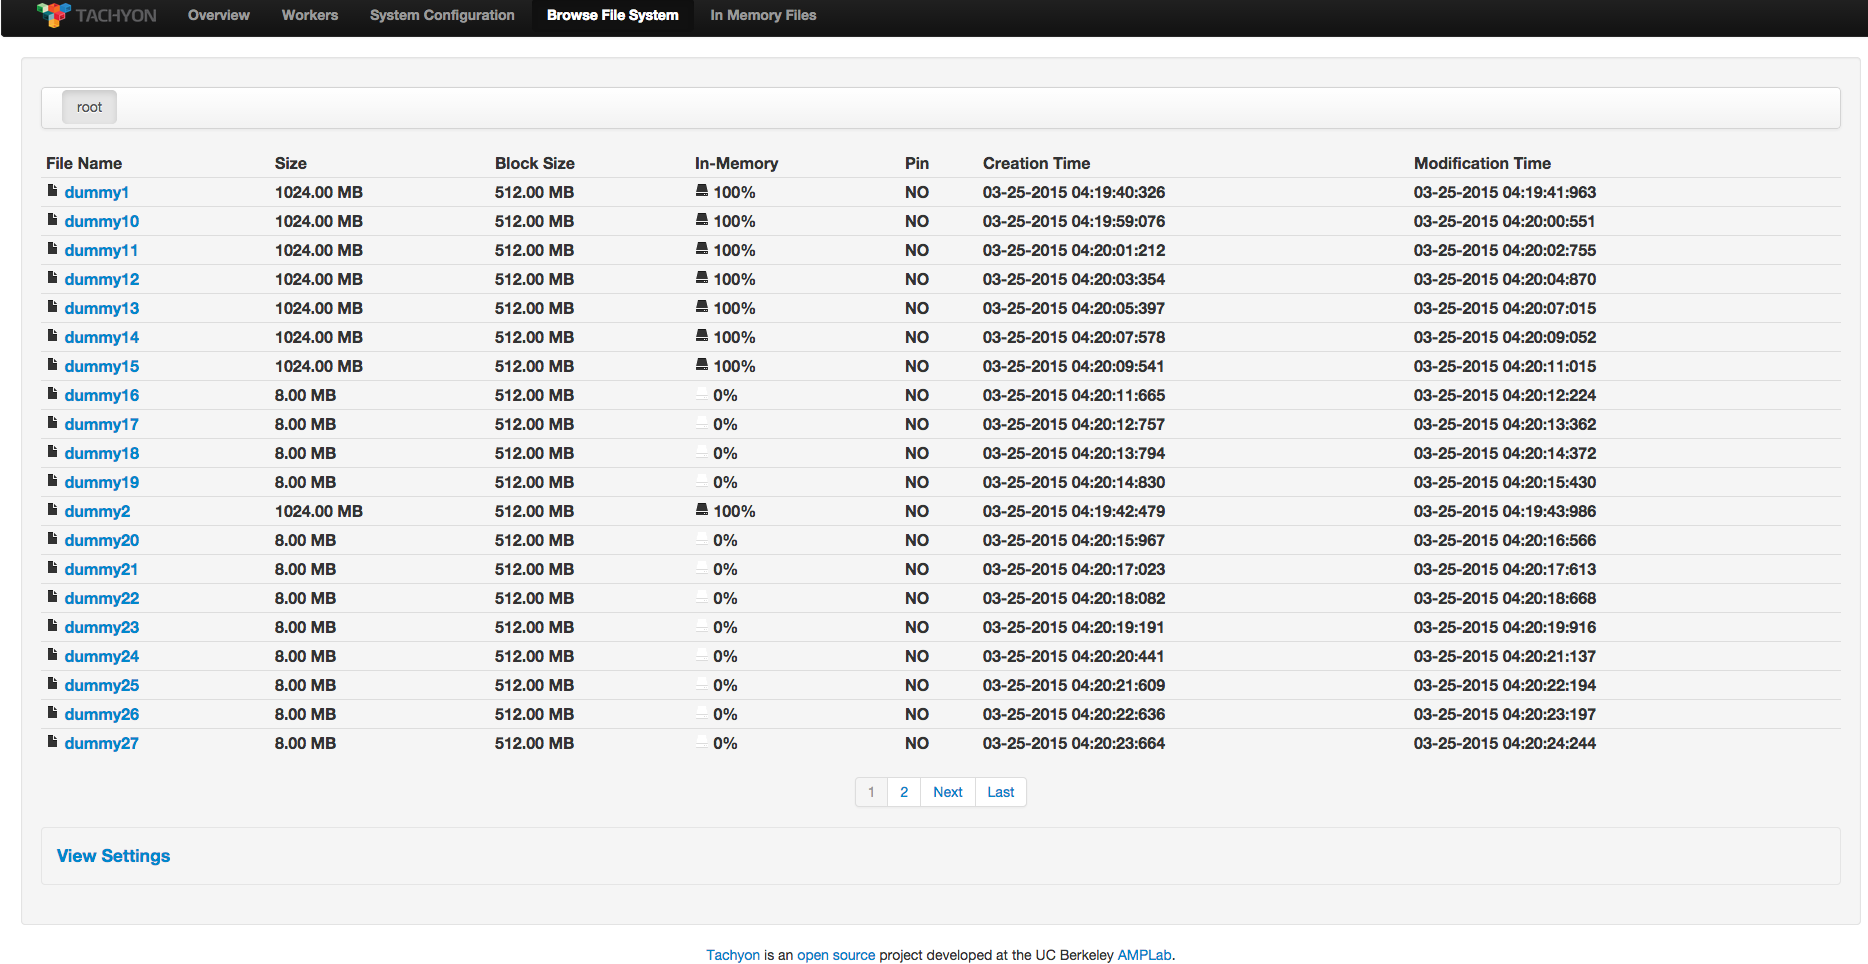 TACHYON Overview Workers System Configuration Browse File System In Memory Files
root
File Name Size Block Size In-Memory Pin Creation Time Modification Time
dummy1 1024.00 MB 512.00 MB 100% NO 03-25-2015 04:19:40:326 03-25-2015 04:19:41:963
dummy10 1024.00 MB 512.00 MB 100% NO 03-25-2015 04:19:59:076 03-25-2015 04:20:00:551
dummy11 1024.00 MB 512.00 MB 100% NO 03-25-2015 04:20:01:212 03-25-2015 04:20:02:755
dummy12 1024.00 MB 512.00 MB 100% NO 03-25-2015 04:20:03:354 03-25-2015 04:20:04:870
dummy13 1024.00 MB 512.00 MB 100% NO 03-25-2015 04:20:05:397 03-25-2015 04:20:07:015
dummy14 1024.00 MB 512.00 MB 100% NO 03-25-2015 04:20:07:578 03-25-2015 04:20:09:052
dummy15 1024.00 MB 512.00 MB 100% NO 03-25-2015 04:20:09:541 03-25-2015 04:20:11:015
dummy16 8.00 MB 512.00 MB 0% NO 03-25-2015 04:20:11:665 03-25-2015 04:20:12:224
dummy17 8.00 MB 512.00 MB 0% NO 03-25-2015 04:20:12:757 03-25-2015 04:20:13:362
dummy18 8.00 MB 512.00 MB 0% NO 03-25-2015 04:20:13:794 03-25-2015 04:20:14:372
dummy19 8.00 MB 512.00 MB 0% NO 03-25-2015 04:20:14:830 03-25-2015 04:20:15:430
dummy2 1024.00 MB 512.00 MB 100% NO 03-25-2015 04:19:42:479 03-25-2015 04:19:43:986
dummy20 8.00 MB 512.00 MB 0% NO 03-25-2015 04:20:15:967 03-25-2015 04:20:16:566
dummy21 8.00 MB 512.00 MB 0% NO 03-25-2015 04:20:17:023 03-25-2015 04:20:17:613
dummy22 8.00 MB 512.00 MB 0% NO 03-25-2015 04:20:18:082 03-25-2015 04:20:18:668
dummy23 8.00 MB 512.00 MB 0% NO 03-25-2015 04:20:19:191 03-25-2015 04:20:19:916
dummy24 8.00 MB 512.00 MB 0% NO 03-25-2015 04:20:20:441 03-25-2015 04:20:21:137
dummy25 8.00 MB 512.00 MB 0% NO 03-25-2015 04:20:21:609 03-25-2015 04:20:22:194
dummy26 8.00 MB 512.00 MB 0% NO 03-25-2015 04:20:22:636 03-25-2015 04:20:23:197
dummy27 8.00 MB 512.00 MB 0% NO 03-25-2015 04:20:23:664 03-25-2015 04:20:24:244
1 2 Next Last
View Settings
Tachyon is an open source project developed at the UC Berkeley AMPLab.